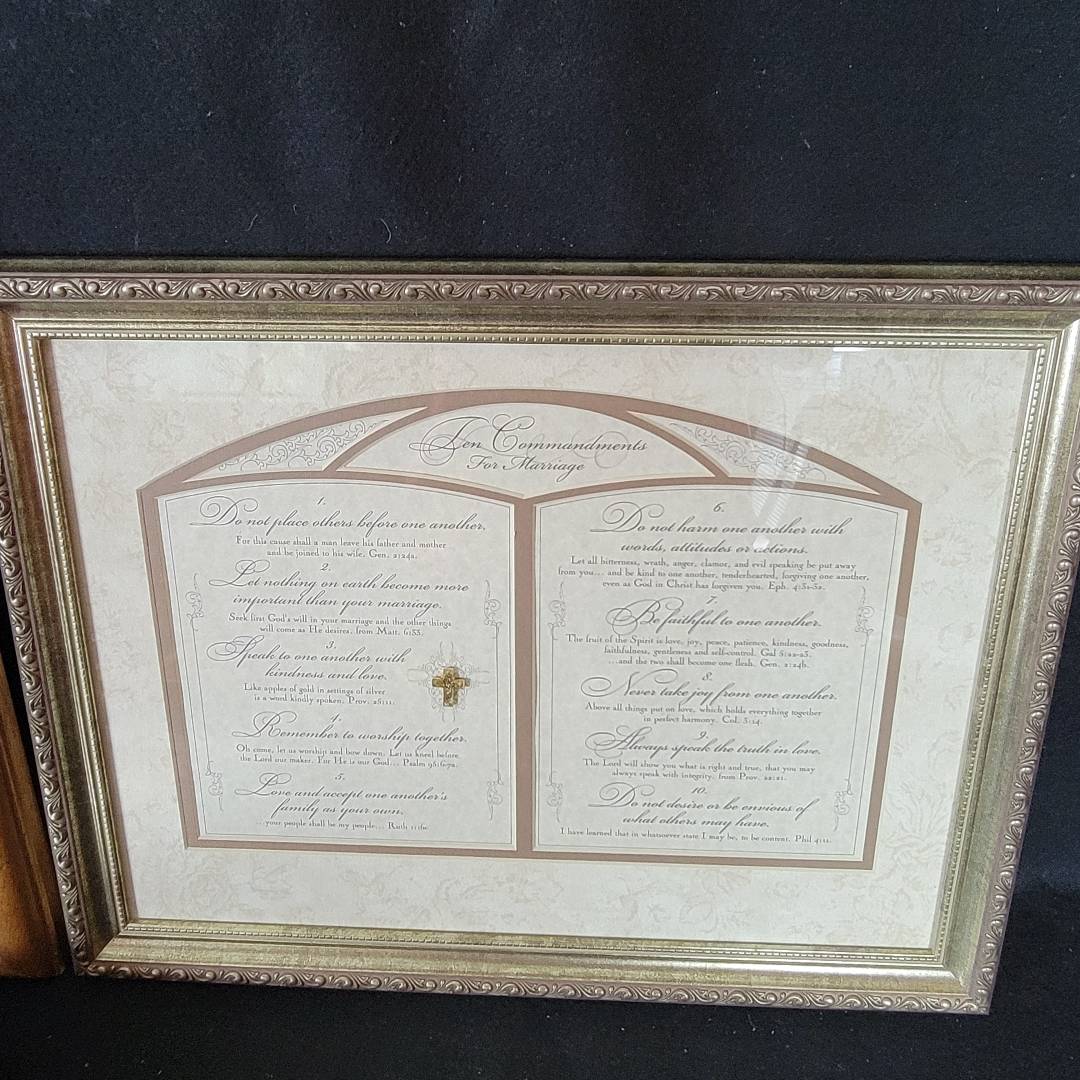 Ten Commandments
For Marriage
1.
Do not place others before one another.
For this cause shall a man leave his father and mother
and be joined to his wife. Gen. 2:24a.
2.
Let nothing on earth become more
important than your marriage.
Seek first God's will in your marriage and the other things
will come as He desires. from Matt. 6:33.
3.
Speak to one another with
kindness and love.
Like apples of gold in settings of silver
is a word kindly spoken. Prov. 25:11.
4.
Remember to worship together.
Oh come, let us worship and bow down. Let us kneel before
the Lord our maker. For He is our God... Psalm 95:6-7a.
5.
Love and accept one another's
family as your own.
...your people shall be my people... Ruth 1:16c.
6.
Do not harm one another with
words, attitudes or actions.
Let all bitterness, wrath, anger, clamor, and evil speaking be put away
from you... and be kind to one another, tenderhearted, forgiving one another,
even as God in Christ has forgiven you. Eph. 4:31-32.
7.
Be faithful to one another.
The fruit of the Spirit is love, joy, peace, patience, kindness, goodness,
faithfulness, gentleness and self-control. Gal 5:22-23.
...and the two shall become one flesh. Gen. 2:24b.
8.
Never take joy from one another.
Above all things put on love, which holds everything together
in perfect harmony. Col. 3:14.
9.
Always speak the truth in love.
The Lord will show you what is right and true, that you may
always speak with integrity. from Prov. 22:21.
10.
Do not desire or be envious of
what others may have.
I have learned that in whatsoever state I may be, to be content. Phil 4:11.